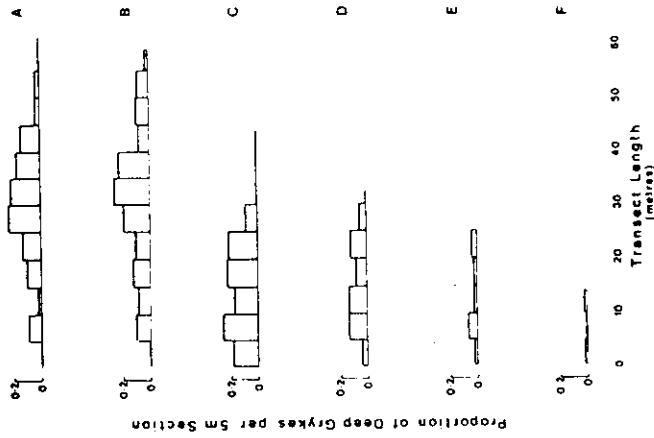 A
B
C
D
E
F
0·2
0
0·2
0
0·2
0
0·2
0
0·2
0
0·2
0
Proportion of Deep Grykes per 5m Section
0 10 20 30 40 50 60
Transect Length
(metres)